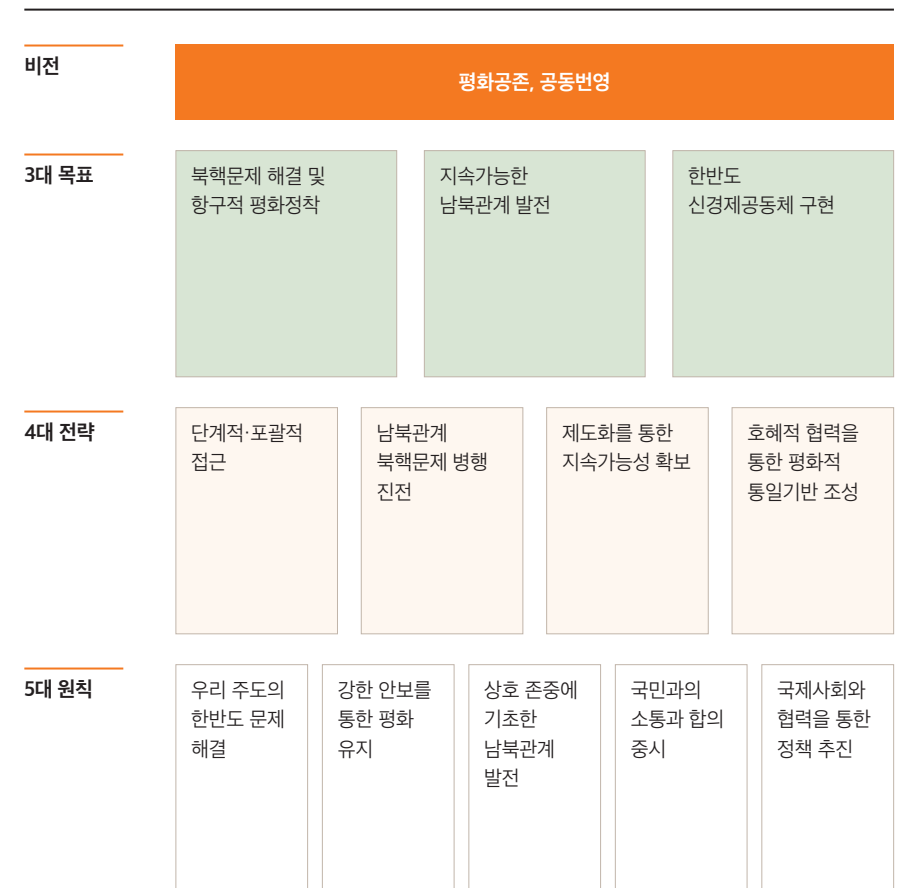 비전
평화공존, 공동번영
3대 목표
북핵문제 해결 및
항구적 평화정착
지속가능한
남북관계 발전
한반도
신경제공동체 구현
4대 전략
단계적·포괄적
접근
남북관계
북핵문제 병행
진전
제도화를 통한
지속가능성 확보
호혜적 협력을
통한 평화적
통일기반 조성
5대 원칙
우리 주도의
한반도 문제
해결
강한 안보를
통한 평화
유지
상호 존중에
기초한
남북관계
발전
국민과의
소통과 합의
중시
국제사회와
협력을 통한
정책 추진